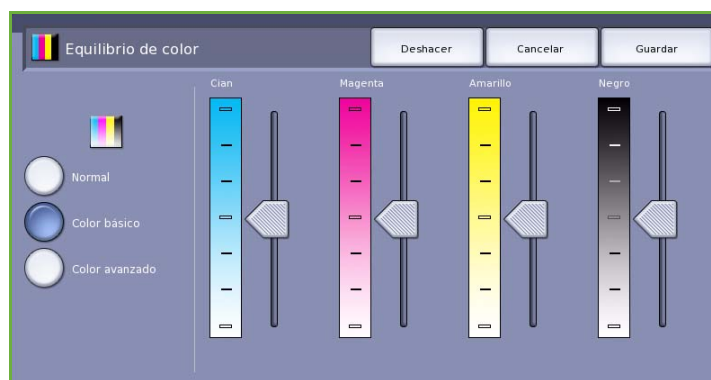 Equilibrio de color
Deshacer
Cancelar
Guardar
Cian
Magenta
Amarillo
Negro
Normal
Color básico
Color avanzado